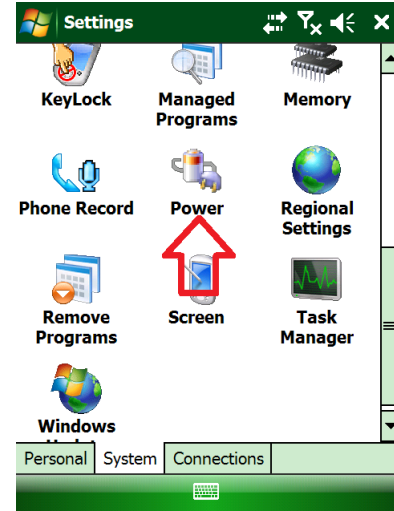 Settings
KeyLock
Managed
Programs
Memory
Phone Record
Power
Regional
Settings
Remove
Programs
Screen
Task
Manager
Windows
Personal
System
Connections